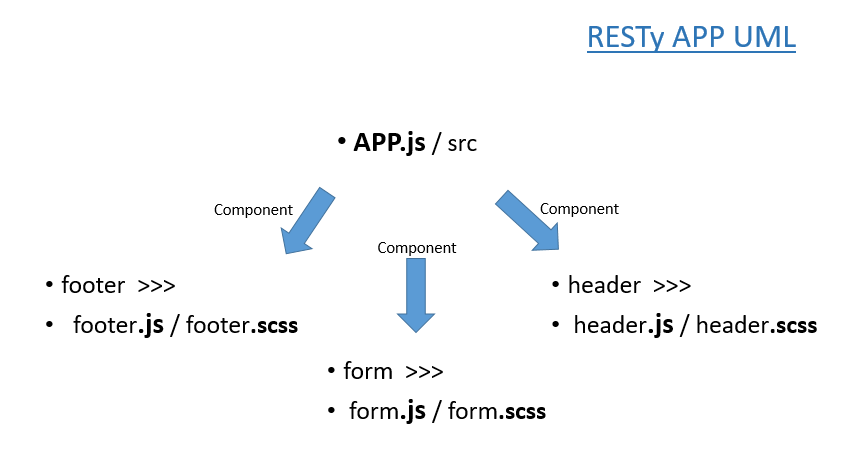 RESTy APP UML
• APP.js / src
Component
Component
Component
• footer >>>
• footer.js / footer.scss
• header >>>
• header.js / header.scss
• form >>>
• form.js / form.scss